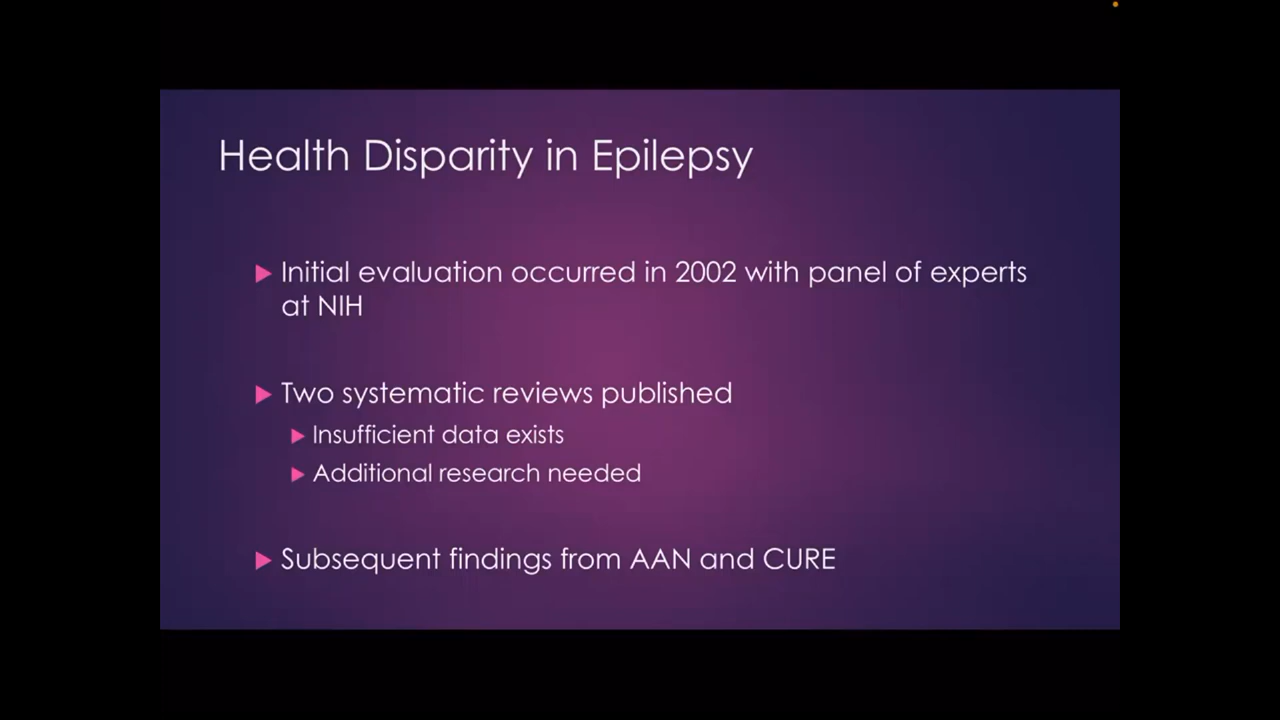 Health Disparity in Epilepsy
Initial evaluation occurred in 2002 with panel of experts
at NIH
Two systematic reviews published
Insufficient data exists
Additional research needed
Subsequent findings from AAN and CURE